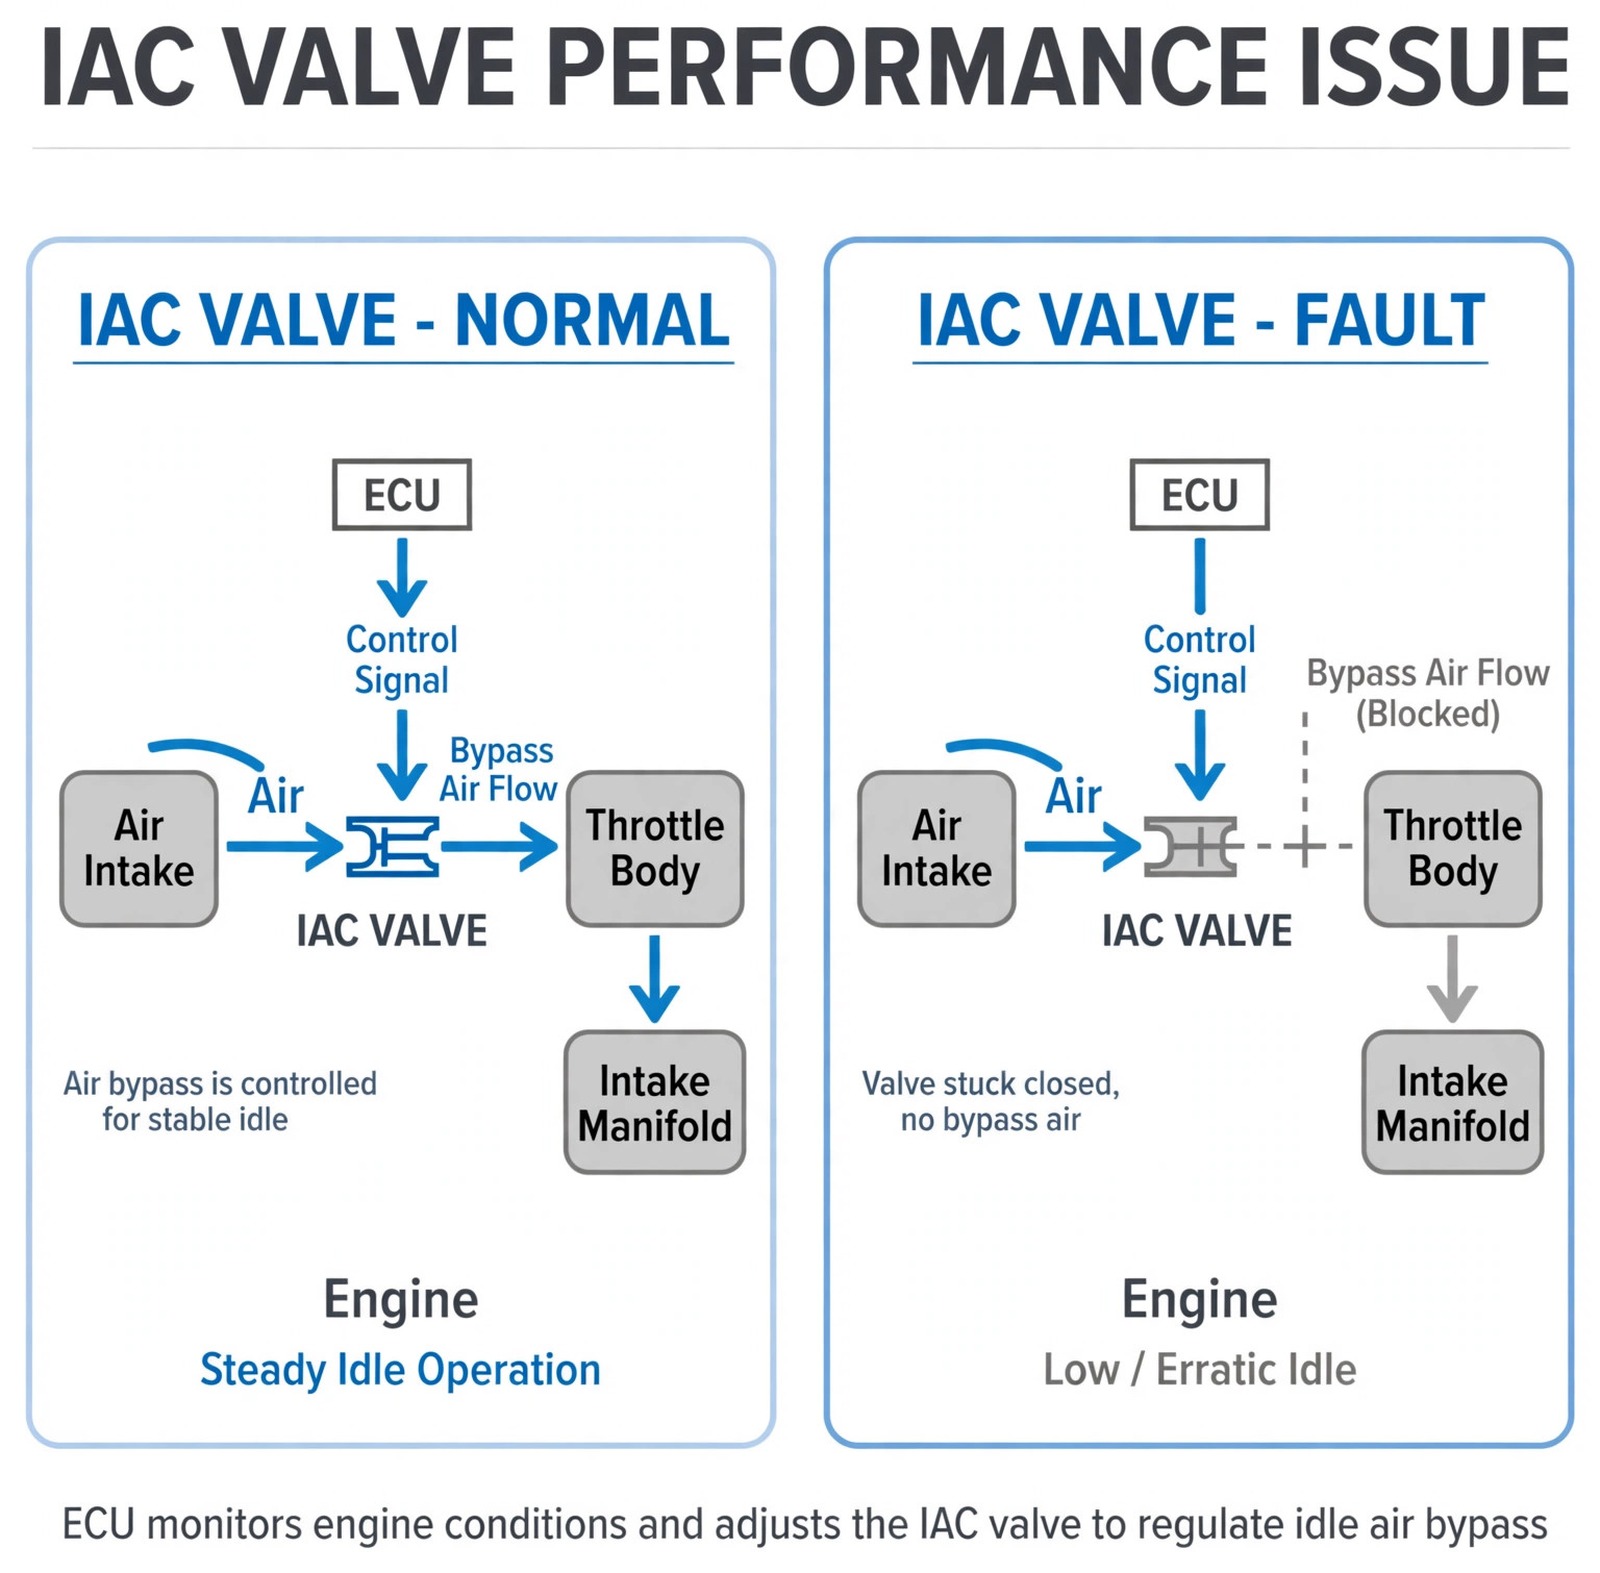 IAC VALVE PERFORMANCE ISSUE
IAC VALVE - NORMAL
ECU
Control
Signal
Bypass
Air Flow
Air
Air
Intake
Throttle
Body
IAC VALVE
Air bypass is controlled
for stable idle
Intake
Manifold
Engine
Steady Idle Operation
IAC VALVE - FAULT
ECU
Control
Signal
Bypass Air Flow
(Blocked)
Air
Air
Intake
Throttle
Body
IAC VALVE
Valve stuck closed,
no bypass air
Intake
Manifold
Engine
Low / Erratic Idle
ECU monitors engine conditions and adjusts the IAC valve to regulate idle air bypass